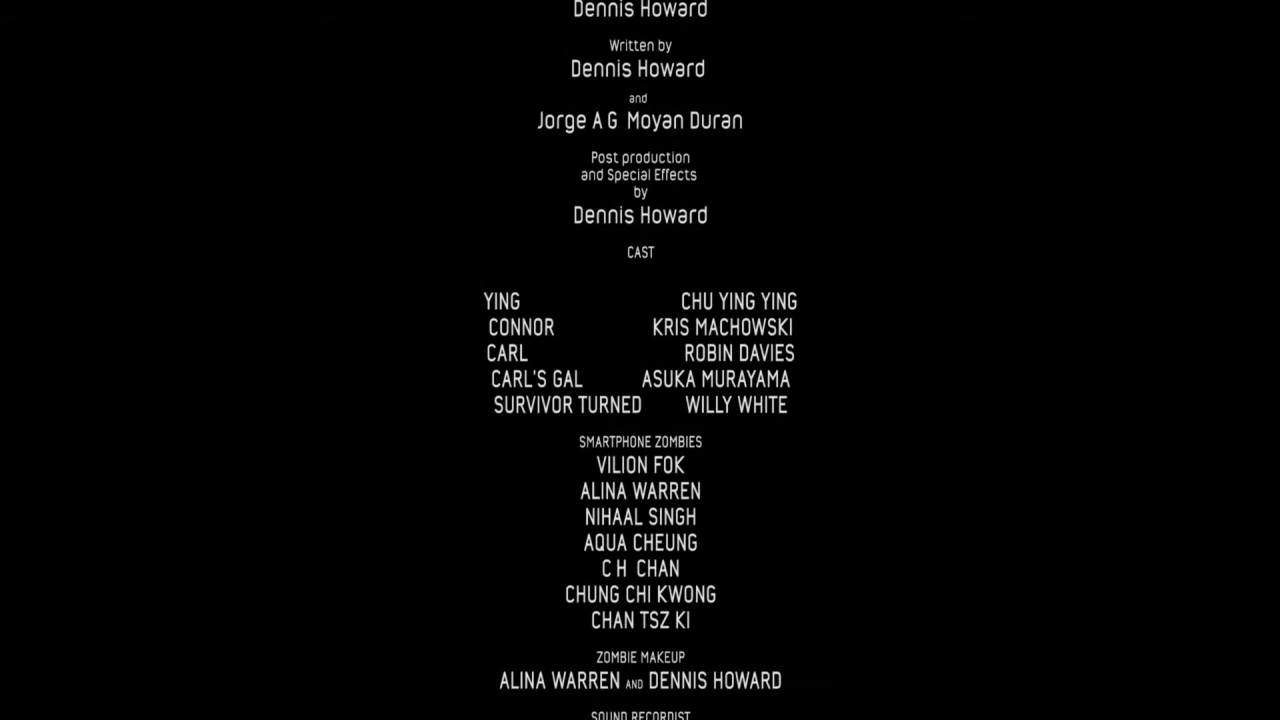 Dennis Howard
Written by
Dennis Howard
and
Jorge A G Moyan Duran
Post production
and Special Effects
by
Dennis Howard
CAST
YING CHU YING YING
CONNOR KRIS MACHOWSKI
CARL ROBIN DAVIES
CARL'S GAL ASUKA MURAYAMA
SURVIVOR TURNED WILLY WHITE
SMARTPHONE ZOMBIES
VILION FOK
ALINA WARREN
NIHAAL SINGH
AQUA CHEUNG
C H CHAN
CHUNG CHI KWONG
CHAN TSZ KI
ZOMBIE MAKEUP
ALINA WARREN AND DENNIS HOWARD
SOUND RECORDIST